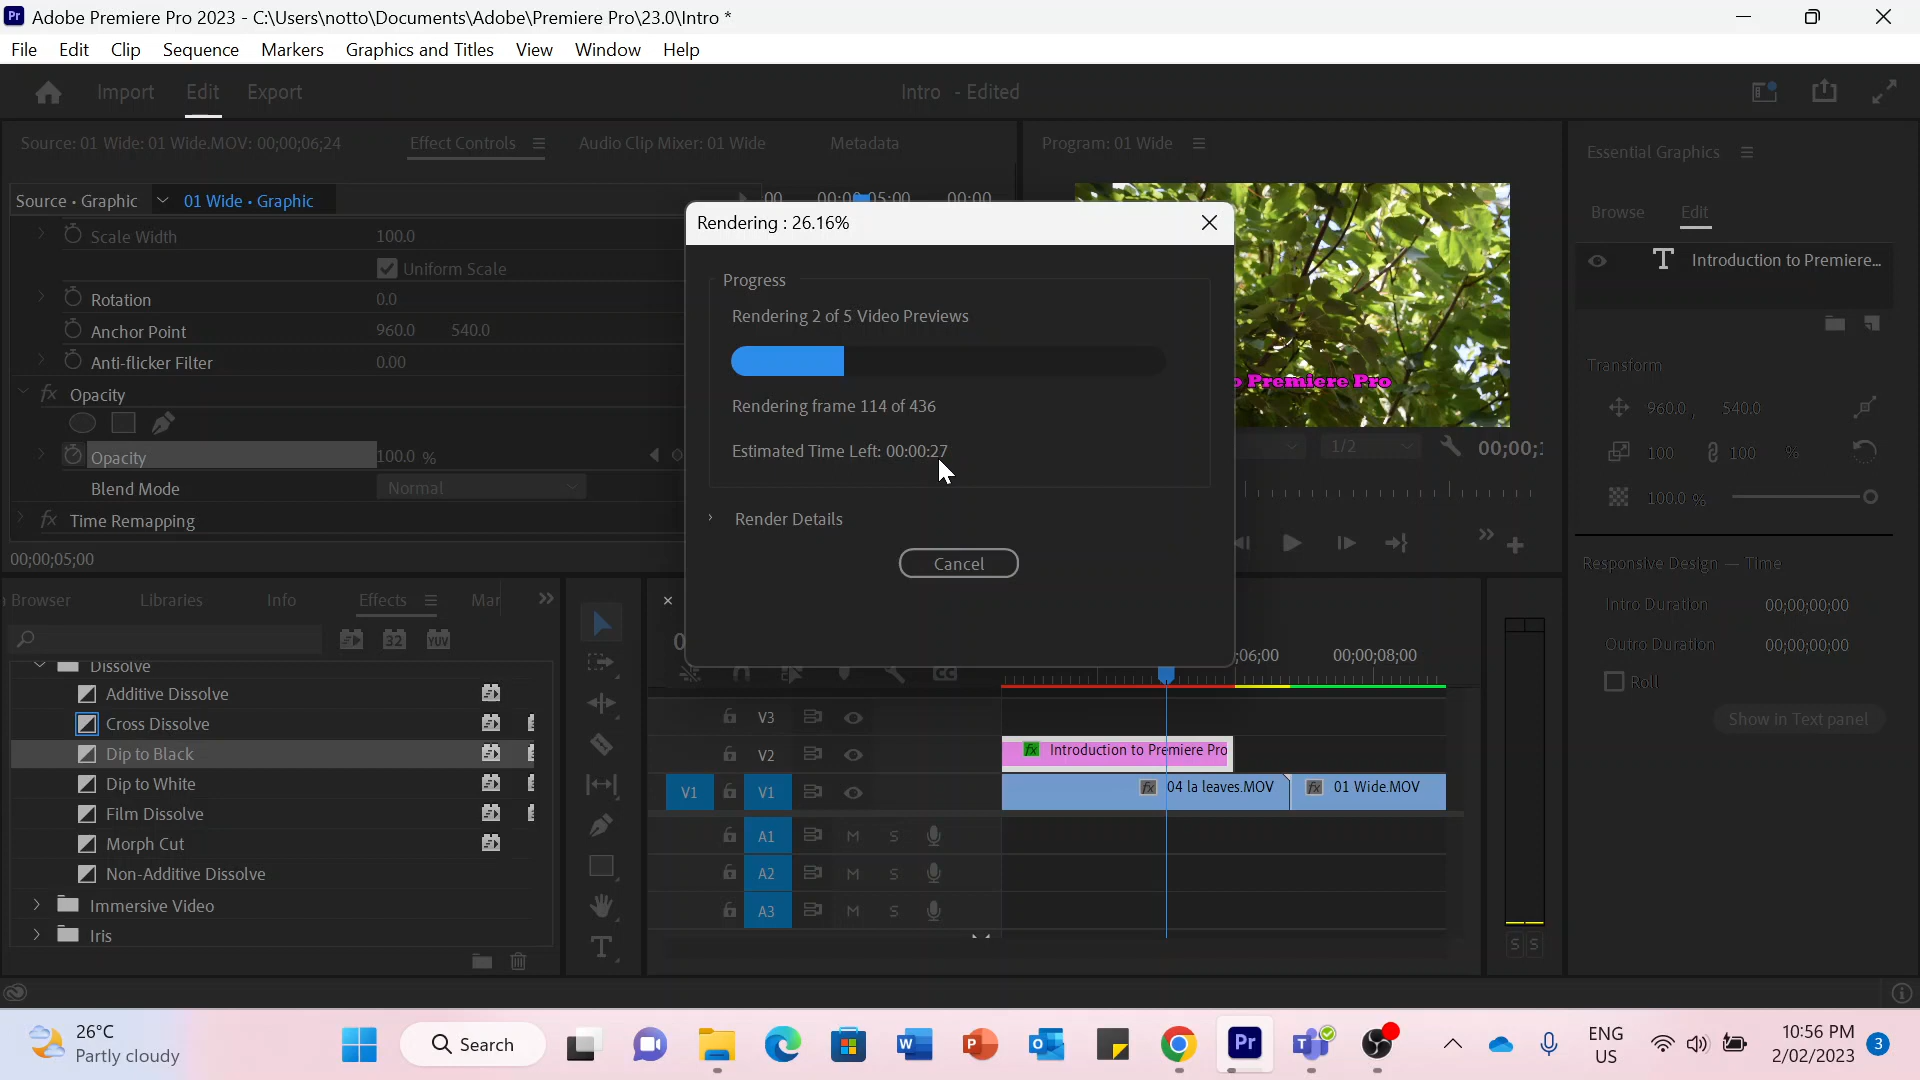 Adobe Premiere Pro 2023 - C:\Users\notto\Documents\Adobe\Premiere Pro\23.0\Intro *
File Edit Clip Sequence Markers Graphics and Titles View Window Help
Import Edit Export
Intro - Edited
Source: 01 Wide: 01 Wide.MOV: 00;00;06;24
Effect Controls
Audio Clip Mixer: 01 Wide
Metadata
Source • Graphic
01 Wide • Graphic
Scale Width 100.0
Uniform Scale
Rotation 0.0
Anchor Point 960.0 540.0
Anti-flicker Filter 0.00
fx Opacity
Opacity 100.0 %
Blend Mode Normal
fx Time Remapping
00;00;05;00
Rendering : 26.16%
Progress
Rendering 2 of 5 Video Previews
Rendering frame 114 of 436
Estimated Time Left: 00:00:27
Render Details
Cancel
Program: 01 Wide
o Premiere Pro
1/2
Essential Graphics
Browse Edit
T Introduction to Premiere...
Transform
960.0 , 540.0
100 100 %
100.0 %
Responsive Design — Time
Intro Duration 00;00;00;00
Outro Duration 00;00;00;00
Roll
Show in Text panel
Browser Libraries Info Effects Mar
32 YUV
Dissolve
Additive Dissolve
Cross Dissolve
Dip to Black
Dip to White
Film Dissolve
Morph Cut
Non-Additive Dissolve
Immersive Video
Iris
;06;00 00;00;08;00
V3
V2
fx Introduction to Premiere Pro
V1 V1
fx 04 la leaves.MOV
fx 01 Wide.MOV
A1 M S
A2 M S
A3 M S
S S
26°C
Partly cloudy
Search
ENG
US
10:56 PM
2/02/2023
3